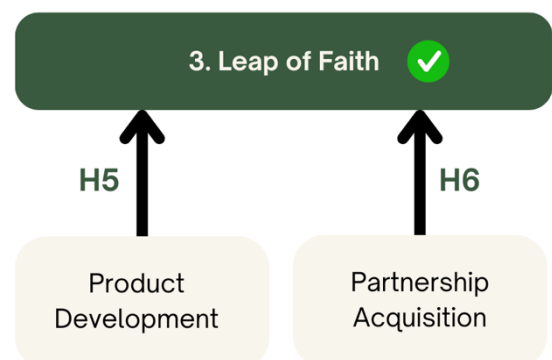 3. Leap of Faith
H5
H6
Product
Development
Partnership
Acquisition